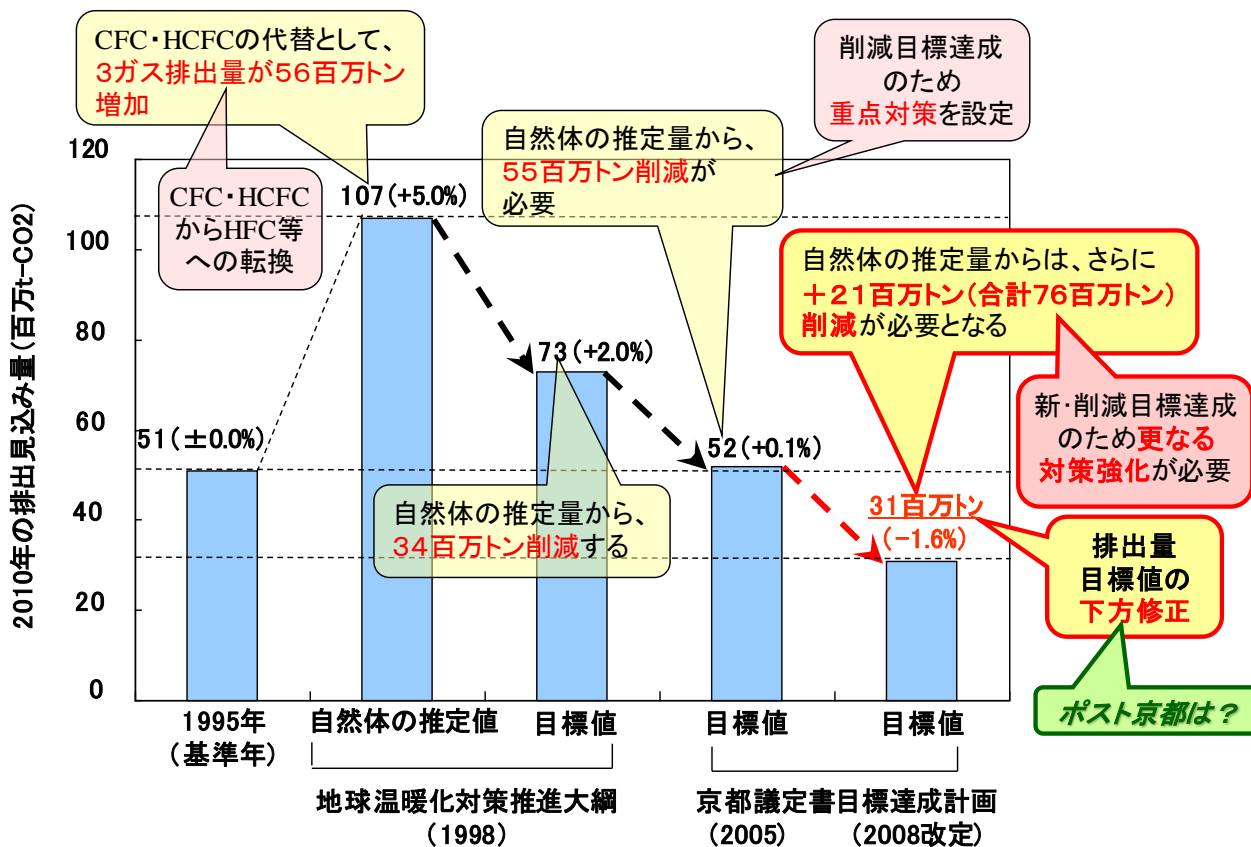 CFC・HCFCの代替として、
3ガス排出量が56百万トン
増加
削減目標達成
のため
重点対策を設定
自然体の推定量から、
55百万トン削減が
必要
CFC・HCFC
からHFC等
への転換
自然体の推定量からは、さらに
+21百万トン(合計76百万トン)
削減が必要となる
新・削減目標達成
のため更なる
対策強化が必要
自然体の推定量から、
34百万トン削減する
排出量
目標値の
下方修正
ポスト京都は?
2010年の排出見込み量(百万t-CO2)
120
100
80
60
40
20
0
51(±0.0%)
107(+5.0%)
73(+2.0%)
52(+0.1%)
31百万トン
(-1.6%)
1995年
(基準年)
自然体の推定値
目標値
目標値
目標値
地球温暖化対策推進大綱
(1998)
京都議定書目標達成計画
(2005)
(2008改定)